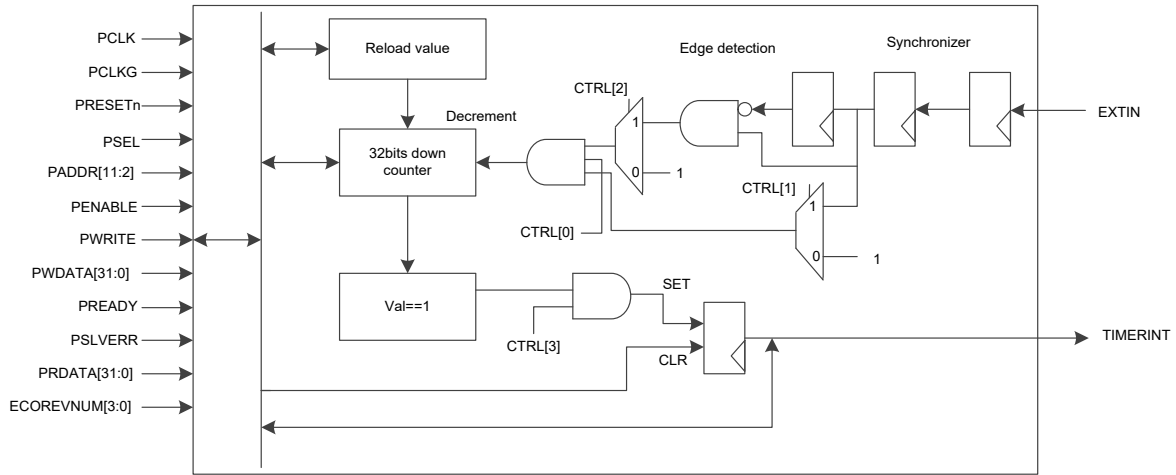 PCLK
PCLKG
PRESETn
PSEL
PADDR[11:2]
PENABLE
PWRITE
PWDATA[31:0]
PREADY
PSLVERR
PRDATA[31:0]
ECOREVNUM[3:0]
Reload value
Edge detection
Synchronizer
CTRL[2]
Decrement
1
EXTIN
32bits down
counter
0
1
CTRL[1]
1
CTRL[0]
0
1
Val==1
SET
CTRL[3]
CLR
TIMERINT